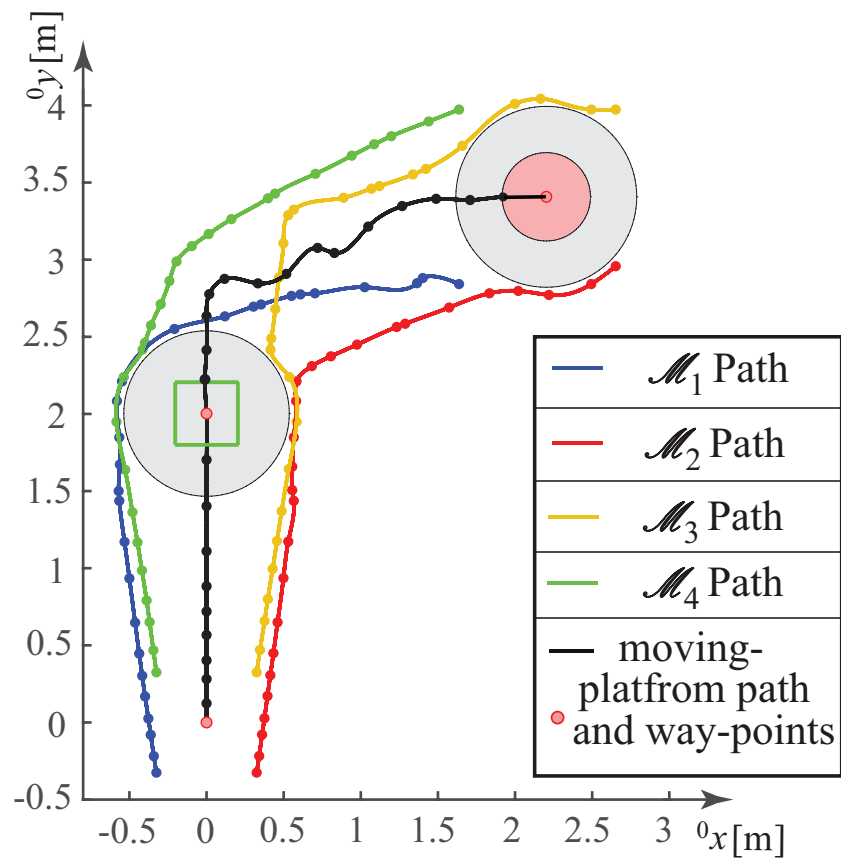 ⁰y[m]
4
3.5
3
2.5
2
1.5
1
0.5
0
-0.5
-0.5 0 0.5 1 1.5 2 2.5 3
⁰x[m]
ℳ₁ Path
ℳ₂ Path
ℳ₃ Path
ℳ₄ Path
moving-
platfrom path
and way-points